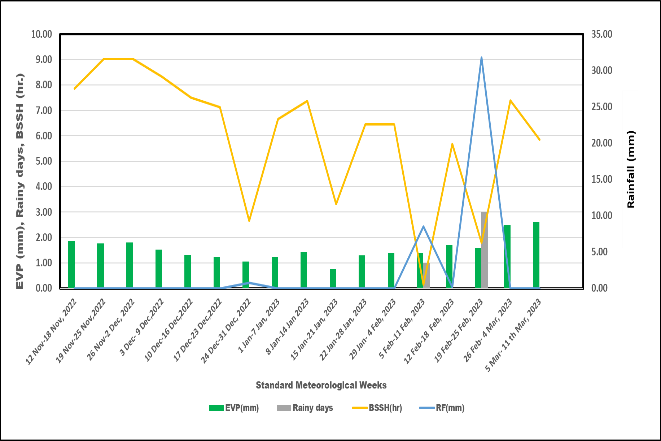 10.00
9.00
8.00
7.00
6.00
5.00
4.00
3.00
2.00
1.00
0.00
EVP (mm), Rainy days, BSSH (hr.)
35.00
30.00
25.00
20.00
15.00
10.00
5.00
0.00
Rainfall (mm)
12 Nov-18 Nov, 2022
19 Nov-25 Nov, 2022
26 Nov-2 Dec, 2022
3 Dec- 9 Dec,2022
10 Dec-16 Dec,2022
17 Dec-23 Dec,2022
24 Dec-31 Dec,2022
1 Jan-7 Jan, 2023
8 Jan-14 Jan 2023
15 Jan-21 Jan, 2023
22 Jan-28 Jan, 2023
29 Jan- 4 Feb, 2023
5 Feb-11 Feb, 2023
12 Feb-18 Feb, 2023
19 Feb-25 Feb, 2023
26 Feb- 4 Mar, 2023
5 Mar- 11 th Mar, 2023
Standard Meteorological Weeks
EVP(mm) Rainy days BSSH(hr) RF(mm)